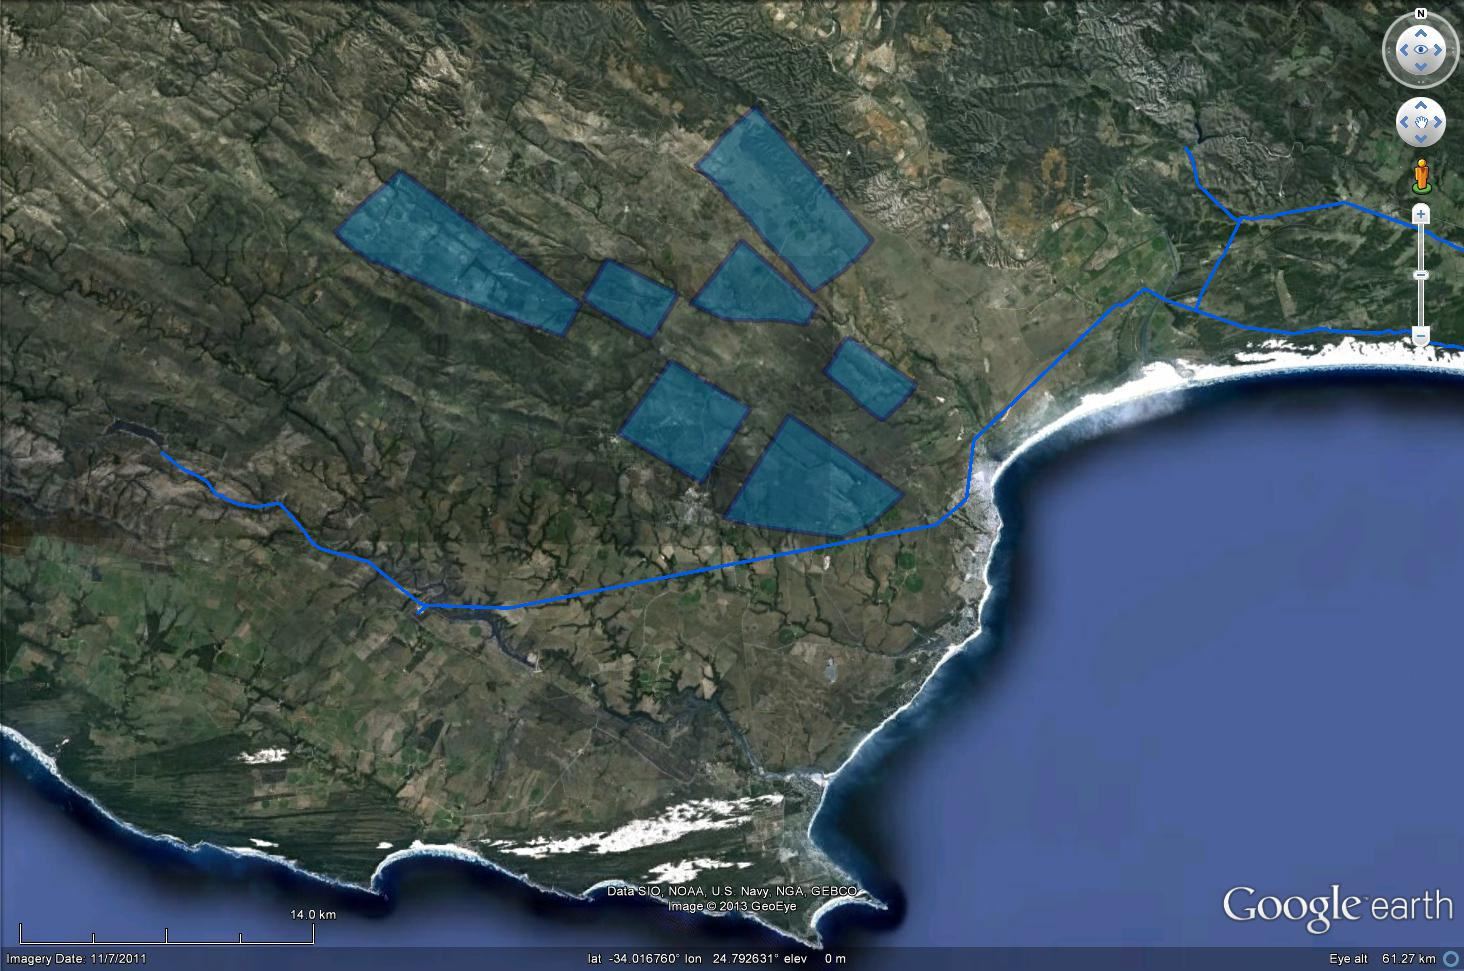 N
Data SIO, NOAA, U.S. Navy, NGA, GEBCO
Image © 2013 GeoEye
Google earth
14.0 km
Imagery Date: 11/7/2011
lat -34.016760° lon 24.792631° elev 0 m
Eye alt 61.27 km